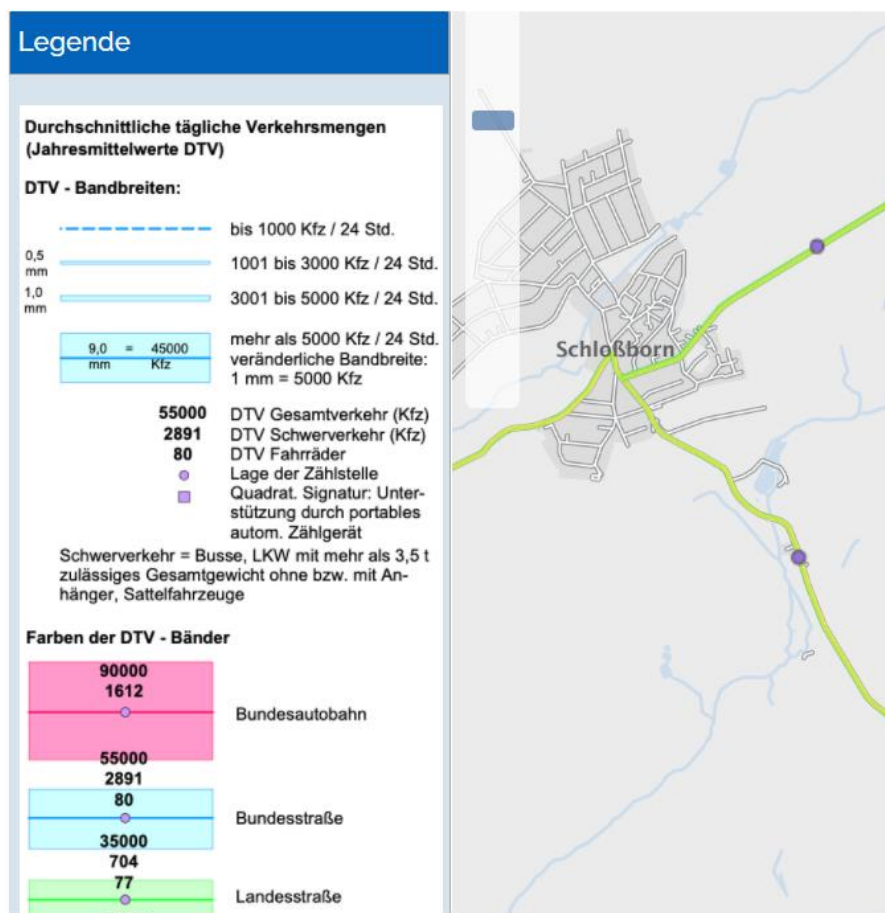 Legende
Durchschnittliche tägliche Verkehrsmengen
(Jahresmittelwerte DTV)
DTV - Bandbreiten:
bis 1000 Kfz / 24 Std.
0,5
mm
1001 bis 3000 Kfz / 24 Std.
1,0
mm
3001 bis 5000 Kfz / 24 Std.
9,0 = 45000
mm Kfz
mehr als 5000 Kfz / 24 Std.
veränderliche Bandbreite:
1 mm = 5000 Kfz
55000 DTV Gesamtverkehr (Kfz)
2891 DTV Schwerverkehr (Kfz)
80 DTV Fahrräder
Lage der Zählstelle
Quadrat. Signatur: Unter-
stützung durch portables
autom. Zählgerät
Schwerverkehr = Busse, LKW mit mehr als 3,5 t
zulässiges Gesamtgewicht ohne bzw. mit An-
hänger, Sattelfahrzeuge
Farben der DTV - Bänder
90000
1612
Bundesautobahn
55000
2891
80
Bundesstraße
35000
704
77
Landesstraße
Schloßborn